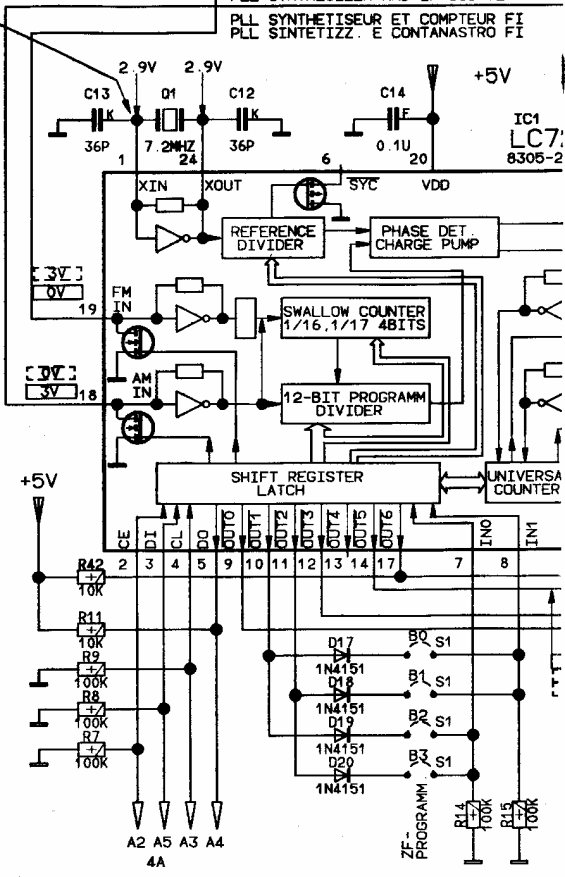 PLL SYNTHETISEUR ET COMPTEUR FI
PLL SINTETIZZ. E CONTANASTRO FI
2.9V 2.9V +5V
C13 Q1 C12 C14
K K F
36P 7.2MHZ 36P 0.1U
IC1
LC7
8305-2
1 24 6 20
XIN XOUT SYC VDD
REFERENCE
DIVIDER
PHASE DET.
CHARGE PUMP
3V
0V
FM
IN
19
SWALLOW COUNTER
1/16,1/17 4BITS
0V
3V
AM
IN
18
12-BIT PROGRAMM
DIVIDER
+5V
SHIFT REGISTER
LATCH
UNIVERSA
COUNTER
CE DI CL DO OUT0 OUT1 OUT2 OUT3 OUT4 OUT5 OUT6 IN0 IN1
2 3 4 5 9 10 11 12 13 14 17 7 8
R42
10K
R11
10K
R9
100K
R8
100K
R7
100K
D17 B0 S1
1N4151
D18 B1 S1
1N4151
D19 B2 S1
1N4151
D20 B3 S1
1N4151
ZF-
PROGRAMM
R14
100K
R15
100K
A2 A5 A3 A4
4A